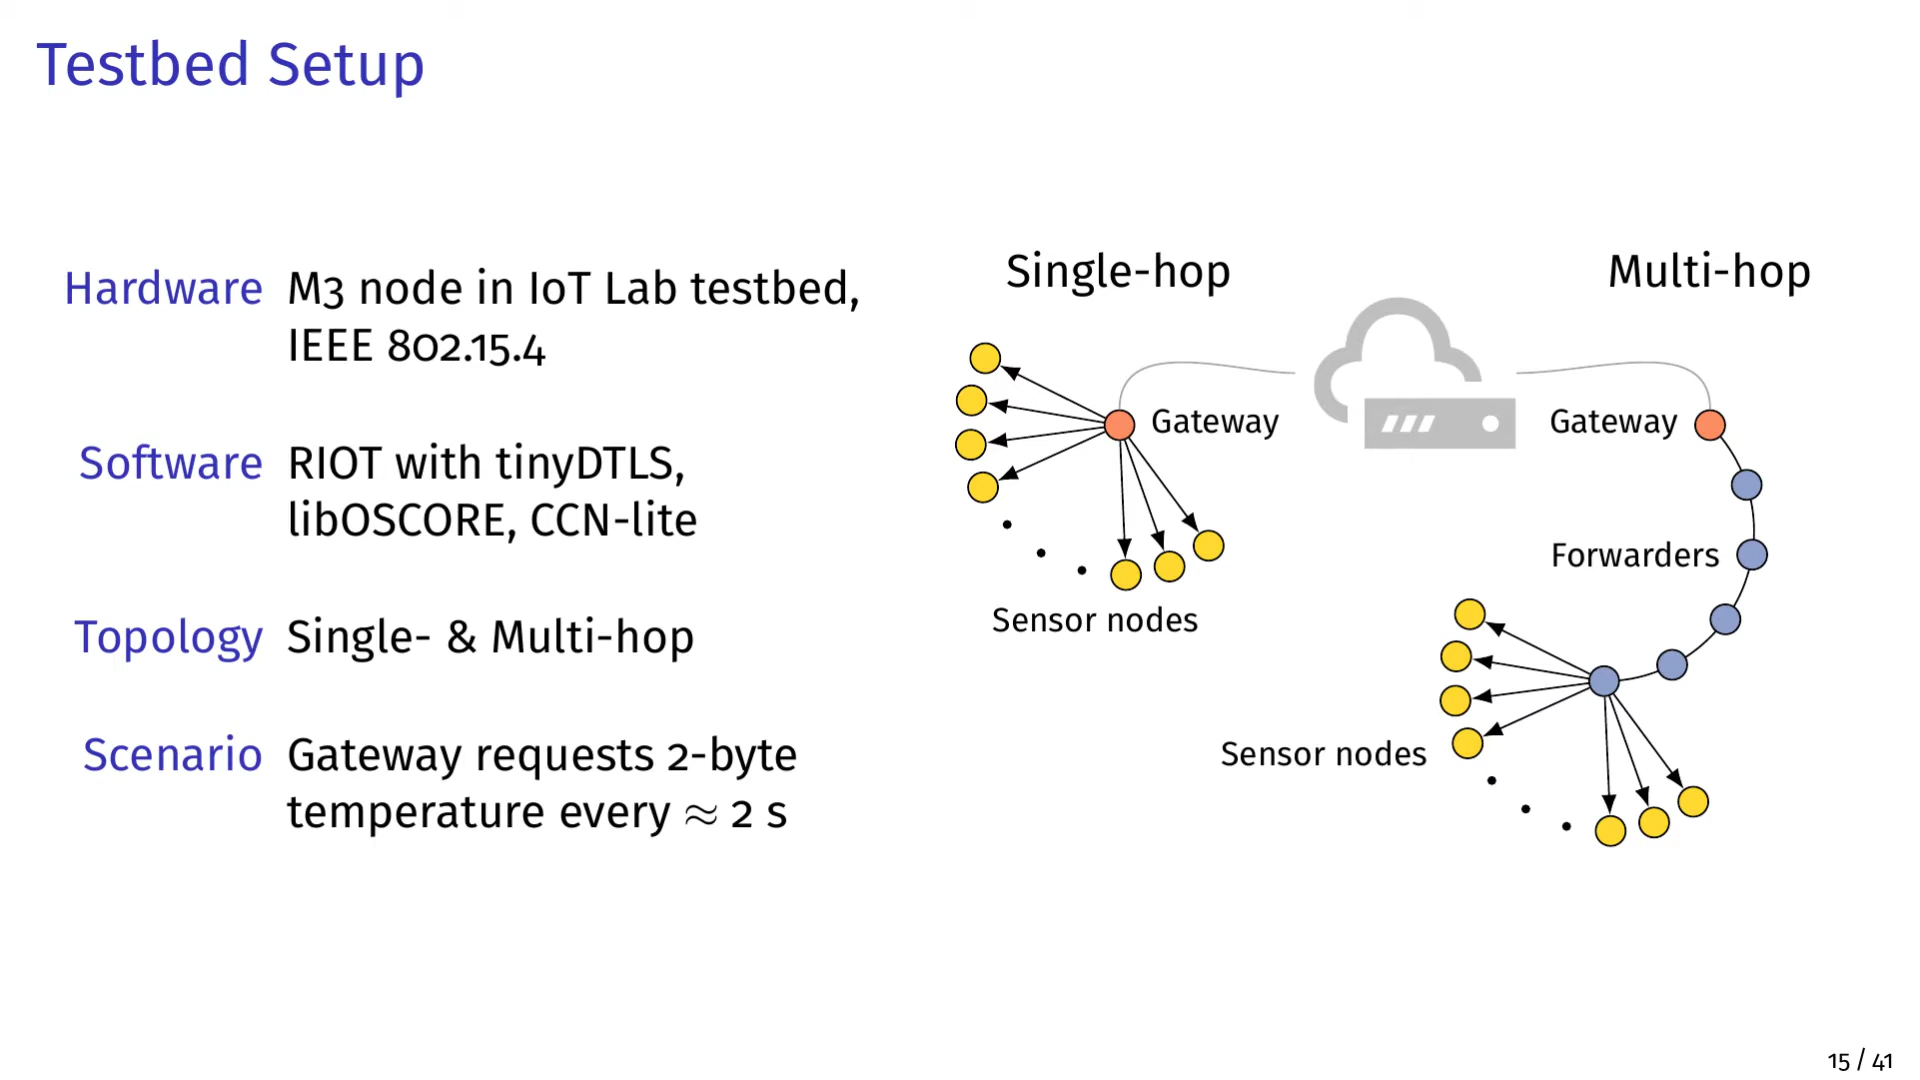 Testbed Setup
Hardware M3 node in IoT Lab testbed,
IEEE 802.15.4
Software RIOT with tinyDTLS,
libOSCORE, CCN-lite
Topology Single- & Multi-hop
Scenario Gateway requests 2-byte
temperature every ≈ 2 s
Single-hop
Gateway
Sensor nodes
Multi-hop
Gateway
Forwarders
Sensor nodes
15 / 41